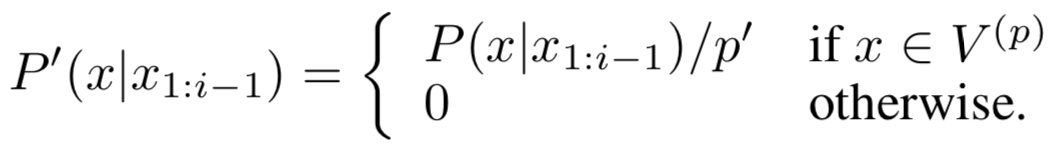 P′(x|x₁:ᵢ₋₁) = { P(x|x₁:ᵢ₋₁)/p′ if x ∈ V⁽ᵖ⁾
0 otherwise.